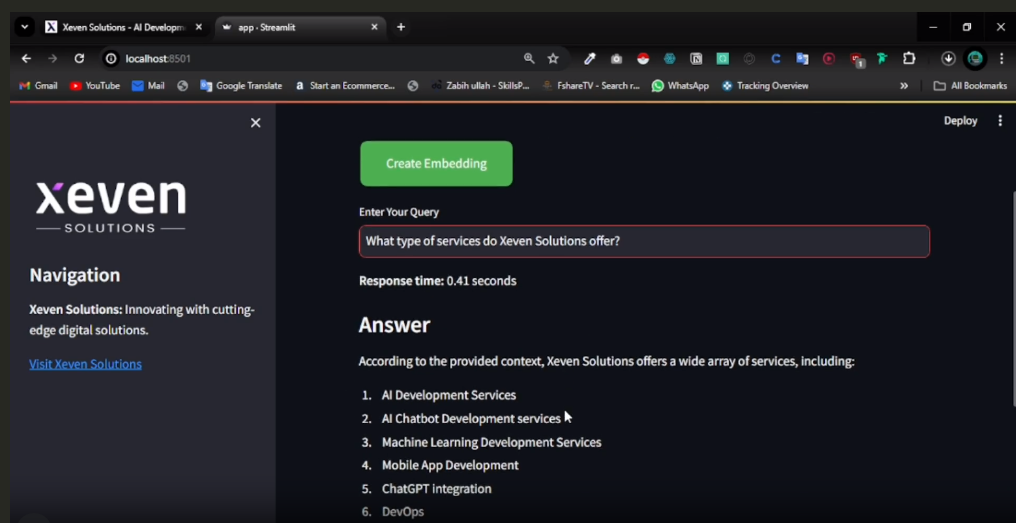 Xeven Solutions - AI Developm
app · Streamlit
localhost:8501
Gmail
YouTube
Mail
Google Translate
Start an Ecommerce...
Zabih ullah - SkillsP...
FshareTV - Search r...
WhatsApp
Tracking Overview
»
All Bookmarks
Deploy
xeven
SOLUTIONS
Navigation
Xeven Solutions: Innovating with cutting-
edge digital solutions.
Visit Xeven Solutions
Create Embedding
Enter Your Query
What type of services do Xeven Solutions offer?
Response time: 0.41 seconds
Answer
According to the provided context, Xeven Solutions offers a wide array of services, including:
1. AI Development Services
2. AI Chatbot Development services
3. Machine Learning Development Services
4. Mobile App Development
5. ChatGPT integration
6. DevOps